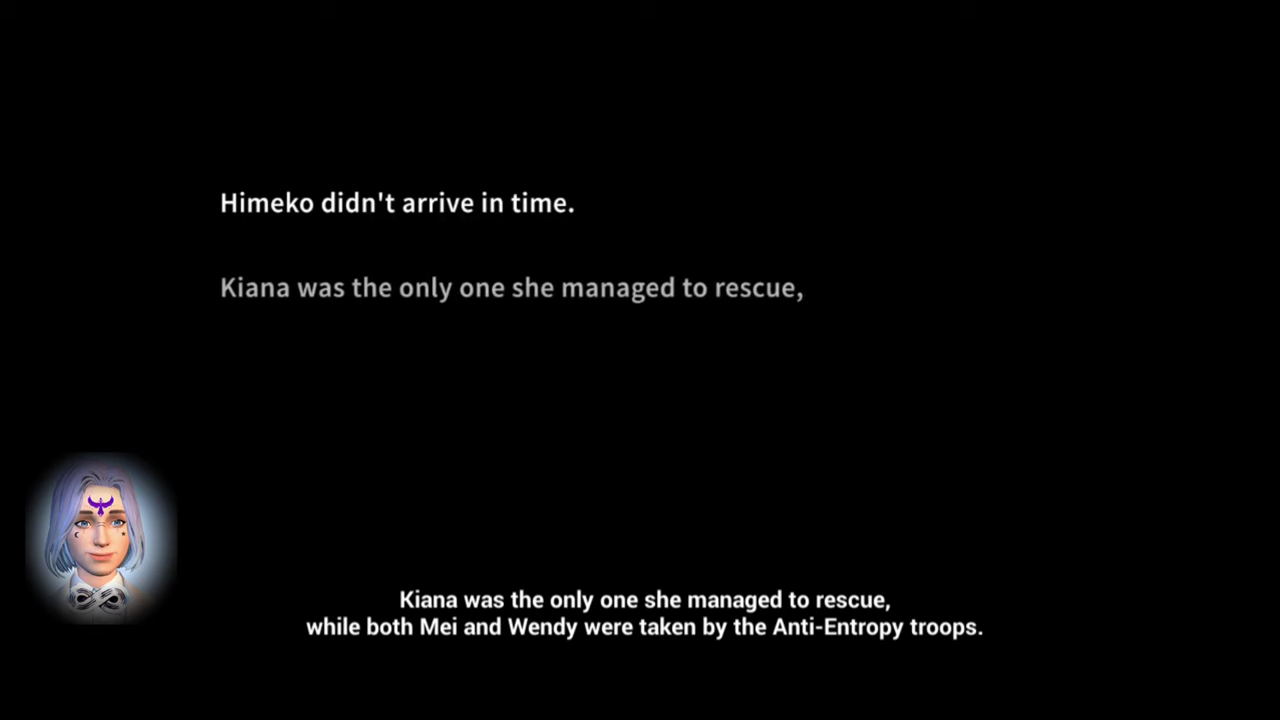 Himeko didn't arrive in time.
Kiana was the only one she managed to rescue,
Kiana was the only one she managed to rescue,
while both Mei and Wendy were taken by the Anti-Entropy troops.